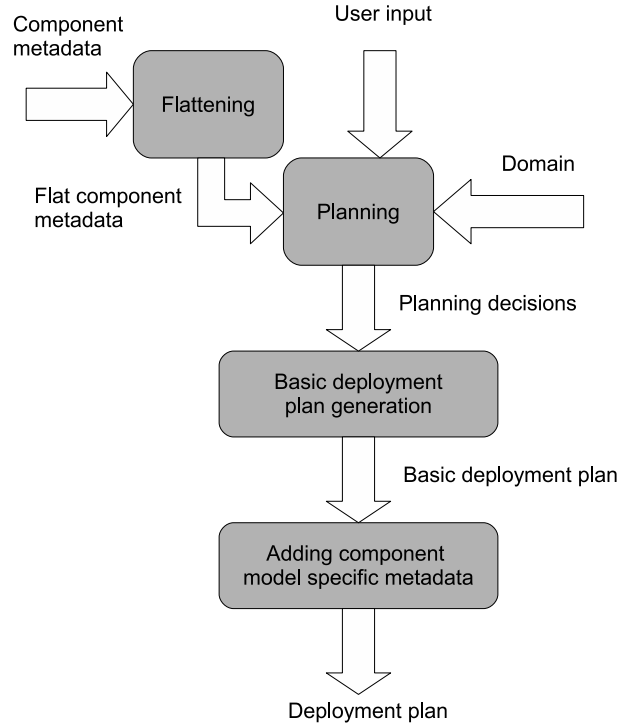 Component
metadata
User input
Flattening
Domain
Flat component
metadata
Planning
Planning decisions
Basic deployment
plan generation
Basic deployment plan
Adding component
model specific metadata
Deployment plan